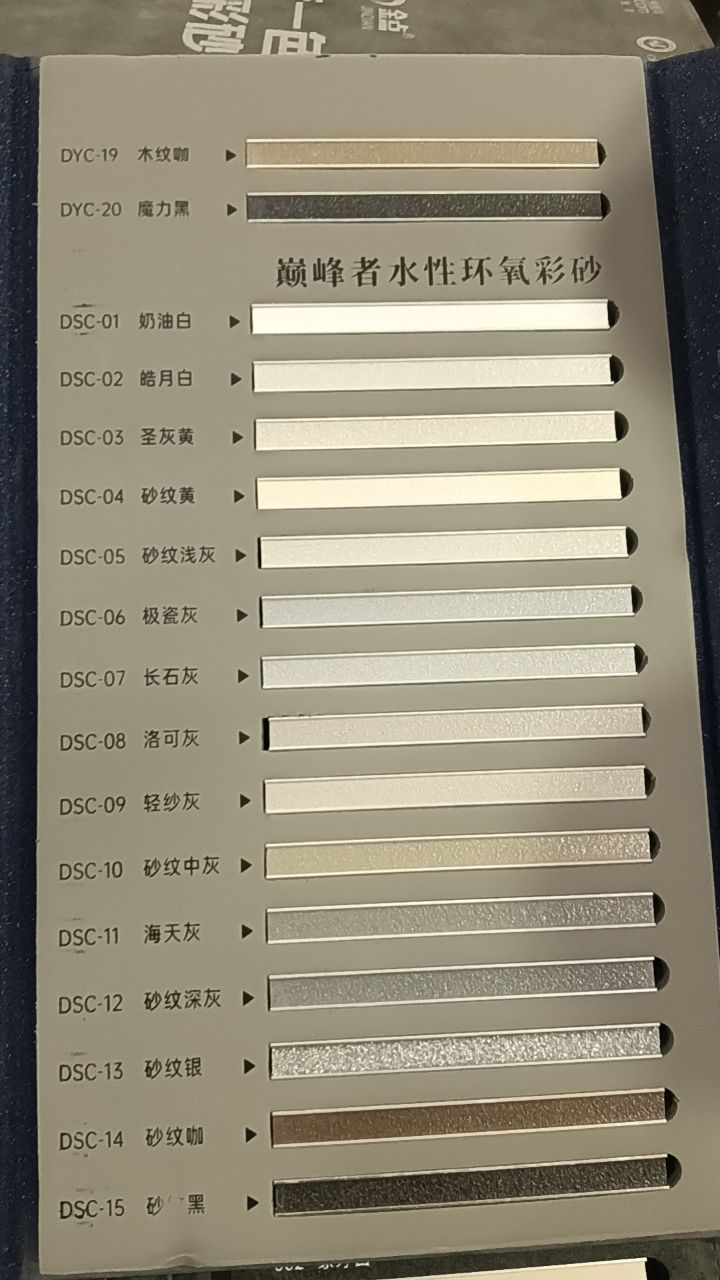 钻
DYC-19 木纹咖
DYC-20 魔力黑
巅峰者水性环氧彩砂
DSC-01 奶油白
DSC-02 皓月白
DSC-03 圣灰黄
DSC-04 砂纹黄
DSC-05 砂纹浅灰
DSC-06 极瓷灰
DSC-07 长石灰
DSC-08 洛可灰
DSC-09 轻纱灰
DSC-10 砂纹中灰
DSC-11 海天灰
DSC-12 砂纹深灰
DSC-13 砂纹银
DSC-14 砂纹咖
DSC-15 砂 黑